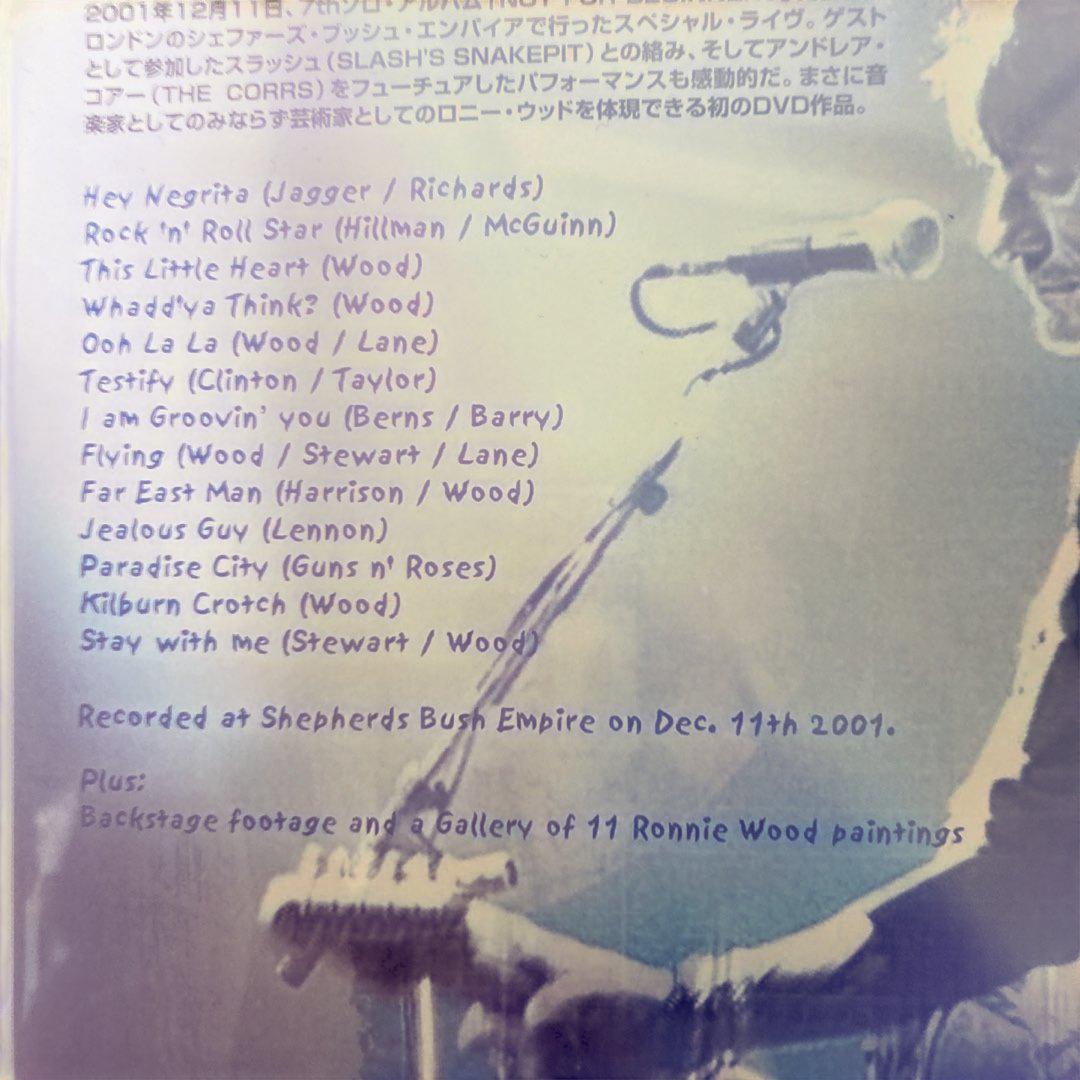 2001年12月11日、7thソロ・アルバム「NOT FOR BEGINNERS
ロンドンのシェファーズ・ブッシュ・エンパイアで行ったスペシャル・ライヴ。ゲスト
として参加したスラッシュ(SLASH'S SNAKEPIT)との絡み、そしてアンドレア・
コアー(THE CORRS)をフューチュアしたパフォーマンスも感動的だ。まさに音
楽家としてのみならず芸術家としてのロニー・ウッドを体現できる初のDVD作品。
Hey Negrita (Jagger / Richards)
Rock 'n' Roll Star (Hillman / McGuinn)
This Little Heart (Wood)
Whadd'ya Think? (Wood)
Ooh La La (Wood / Lane)
Testify (Clinton / Taylor)
I am Groovin' you (Berns / Barry)
Flying (Wood / Stewart / Lane)
Far East Man (Harrison / Wood)
Jealous Guy (Lennon)
Paradise City (Guns n' Roses)
Kilburn Crotch (Wood)
Stay with me (Stewart / Wood)
Recorded at Shepherds Bush Empire on Dec. 11th 2001.
Plus:
Backstage footage and a Gallery of 11 Ronnie Wood paintings